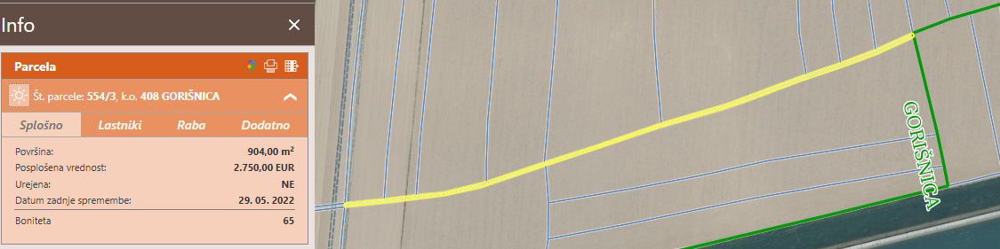 Info
Parcela
Št. parcele: 554/3, k.o. 408 GORIŠNICA
Splošno Lastniki Raba Dodatno
Površina: 904,00 m²
Posplošena vrednost: 2.750,00 EUR
Urejena: NE
Datum zadnje spremembe: 29. 05. 2022
Boniteta 65
GORIŠNICA